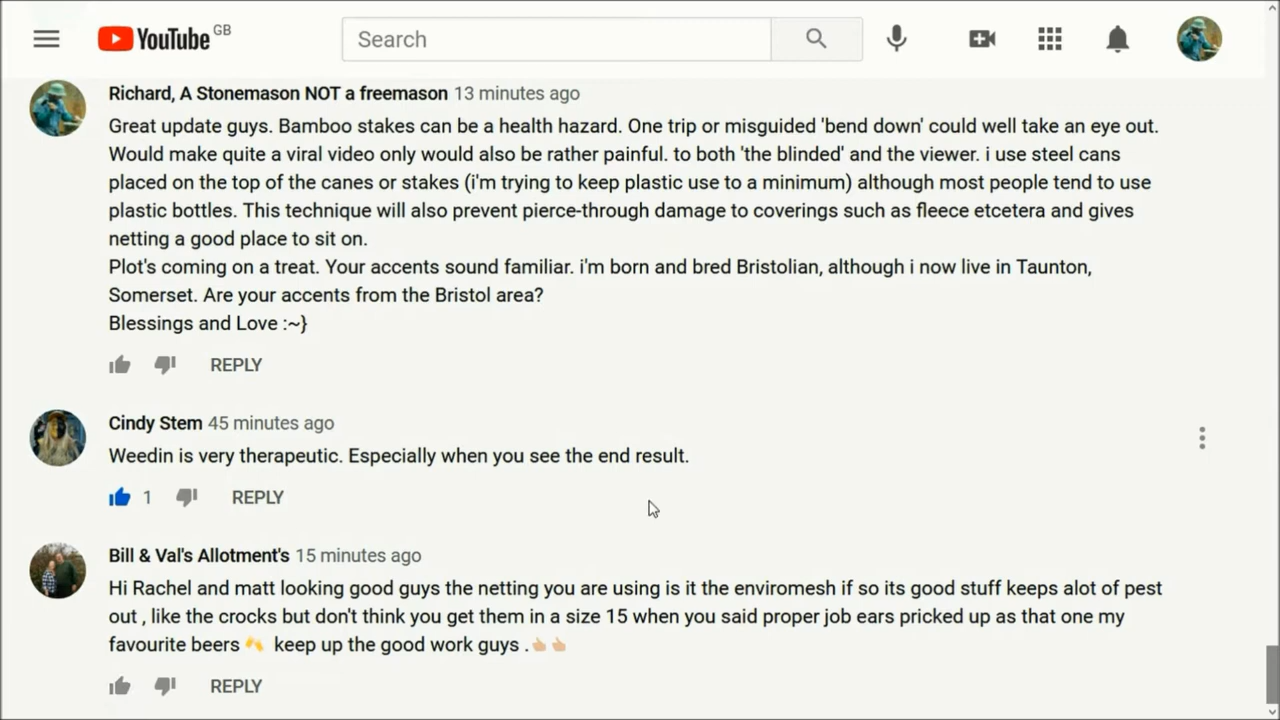 YouTube GB
Search
Richard, A Stonemason NOT a freemason 13 minutes ago
Great update guys. Bamboo stakes can be a health hazard. One trip or misguided 'bend down' could well take an eye out.
Would make quite a viral video only would also be rather painful. to both 'the blinded' and the viewer. i use steel cans
placed on the top of the canes or stakes (i'm trying to keep plastic use to a minimum) although most people tend to use
plastic bottles. This technique will also prevent pierce-through damage to coverings such as fleece etcetera and gives
netting a good place to sit on.
Plot's coming on a treat. Your accents sound familiar. i'm born and bred Bristolian, although i now live in Taunton,
Somerset. Are your accents from the Bristol area?
Blessings and Love :~}
REPLY
Cindy Stem 45 minutes ago
Weedin is very therapeutic. Especially when you see the end result.
1 REPLY
Bill & Val's Allotment's 15 minutes ago
Hi Rachel and matt looking good guys the netting you are using is it the enviromesh if so its good stuff keeps alot of pest
out , like the crocks but don't think you get them in a size 15 when you said proper job ears pricked up as that one my
favourite beers 🍻 keep up the good work guys .👍🏼👍🏼
REPLY